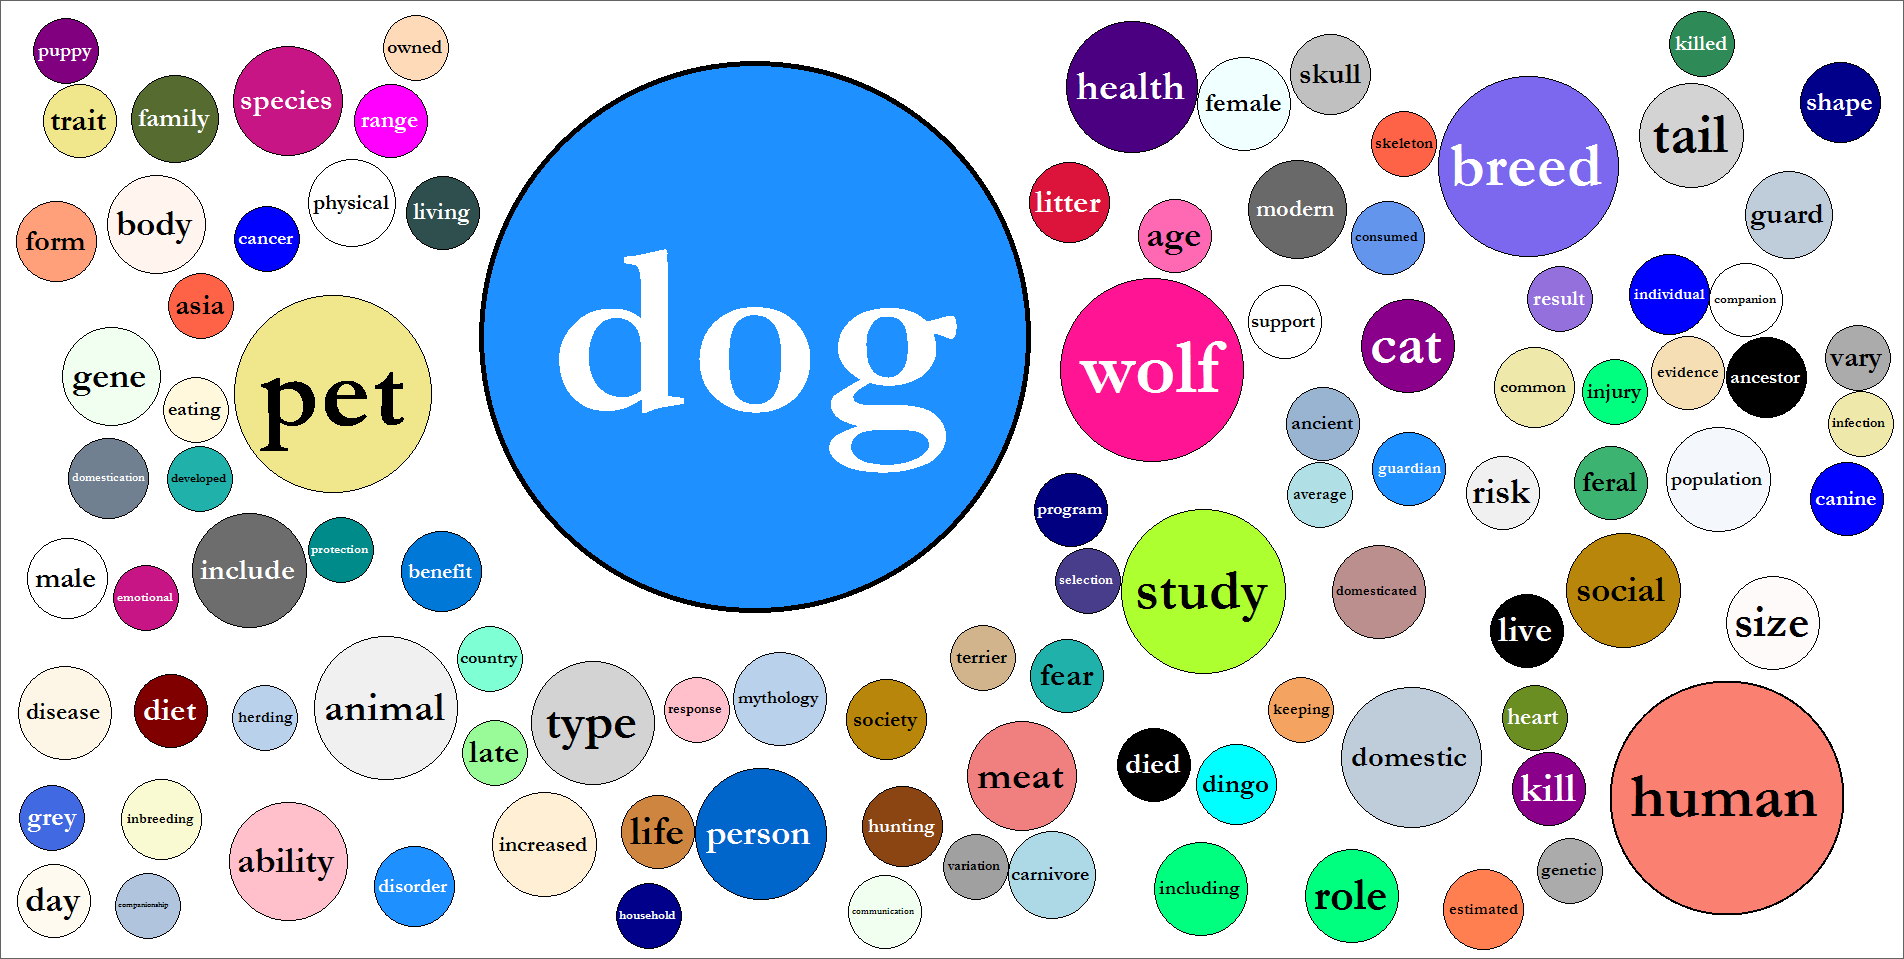 puppy
owned
trait
family
species
range
form
body
cancer
physical
living
asia
gene
eating
pet
domestication
developed
male
emotional
include
protection
benefit
dog
health
female
skull
skeleton
breed
killed
tail
shape
litter
age
modern
consumed
guard
wolf
support
cat
result
individual
companion
common
injury
evidence
ancestor
vary
infection
ancient
average
guardian
risk
feral
population
canine
program
selection
study
domesticated
live
social
size
disease
diet
herding
animal
country
late
type
response
mythology
society
terrier
fear
meat
died
dingo
keeping
domestic
heart
kill
human
grey
inbreeding
day
companionship
ability
disorder
increased
life
person
household
hunting
communication
variation
carnivore
including
role
estimated
genetic